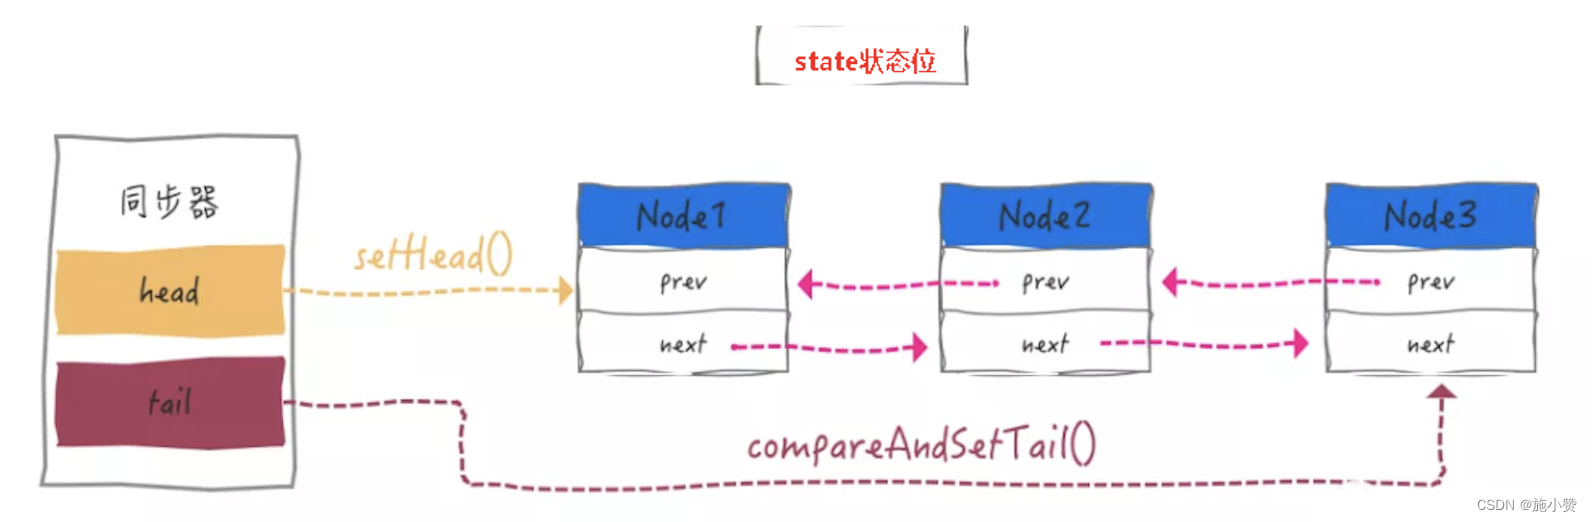 state状态位
同步器
head
tail
setHead()
Node1
prev
next
Node2
prev
next
Node3
prev
next
compareAndSetTail()
CSDN @施小赞